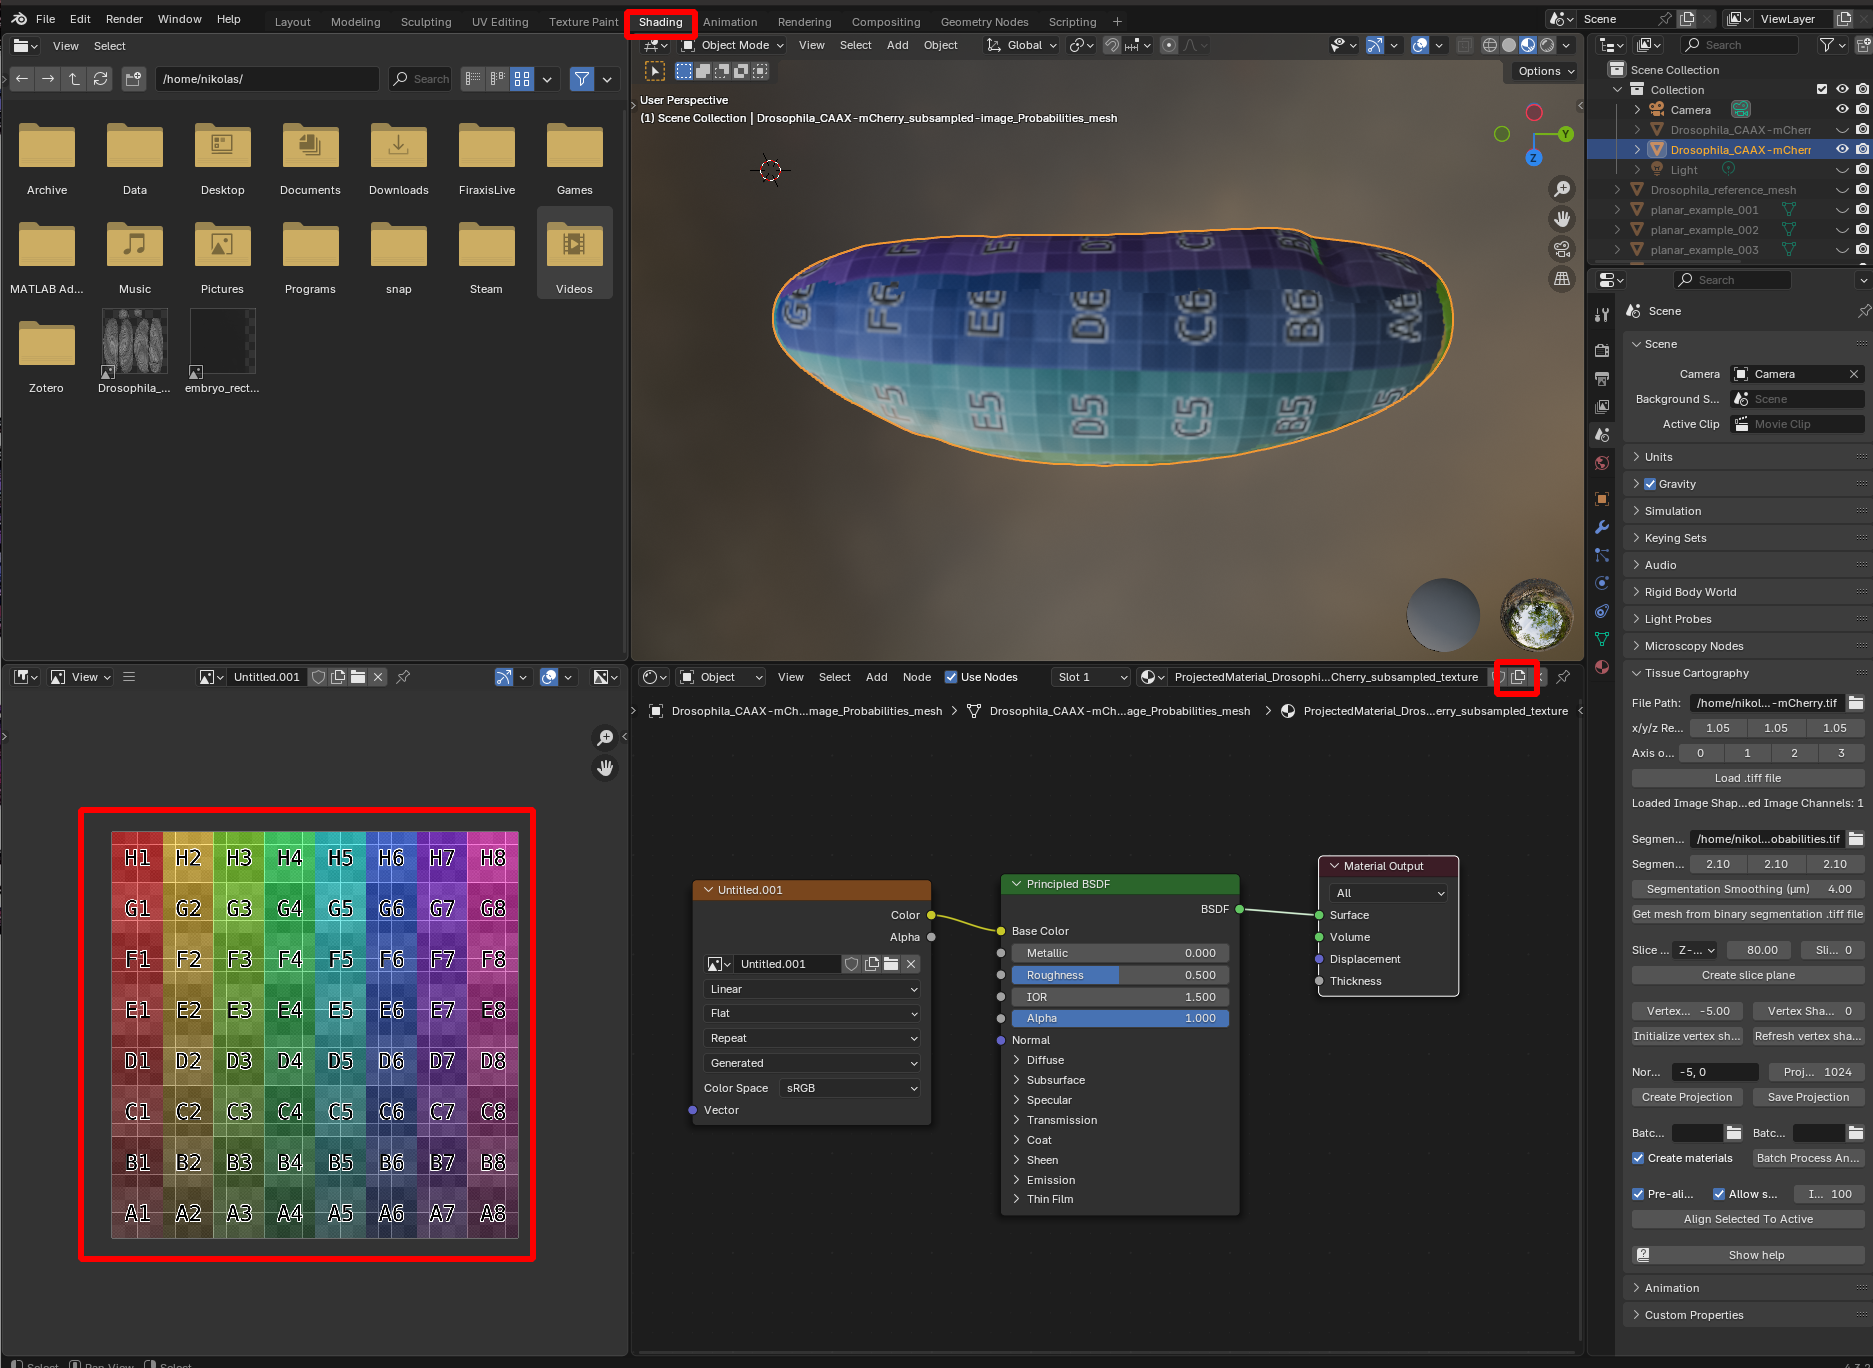 File Edit Render Window Help
Layout Modeling Sculpting UV Editing Texture Paint Shading Animation Rendering Compositing Geometry Nodes Scripting +
Scene
ViewLayer
View Select
/home/nikolas/
Search
Archive Data Desktop Documents Downloads FiraxisLive Games
MATLAB Ad... Music Pictures Programs snap Steam Videos
Zotero Drosophila_... embryo_rect...
Object Mode View Select Add Object Global
Options
User Perspective
(1) Scene Collection | Drosophila_CAAX-mCherry_subsampled-image_Probabilities_mesh
Y
Z
F6 E6 D6 C6 B6 A6
F5 E5 D5 C5 B5
Search
Scene Collection
Collection
Camera
Drosophila_CAAX-mCherr
Drosophila_CAAX-mCherr
Light
Drosophila_reference_mesh
planar_example_001
planar_example_002
planar_example_003
Search
Scene
Scene
Camera Camera
Background S... Scene
Active Clip Movie Clip
Units
Gravity
Simulation
Keying Sets
Audio
Rigid Body World
Light Probes
Microscopy Nodes
Tissue Cartography
File Path: /home/nikol...-mCherry.tif
x/y/z Re... 1.05 1.05 1.05
Axis o... 0 1 2 3
Load .tiff file
Loaded Image Shap...ed Image Channels: 1
Segmen... /home/nikol...obabilities.tif
Segmen... 2.10 2.10 2.10
Segmentation Smoothing (µm) 4.00
Get mesh from binary segmentation .tiff file
Slice ... Z-... 80.00 Sli... 0
Create slice plane
Vertex... -5.00 Vertex Sha... 0
Initialize vertex sh... Refresh vertex sha...
Nor... -5, 0 Proj... 1024
Create Projection Save Projection
Batc... Batc...
Create materials Batch Process An...
Pre-ali... Allow s... I... 100
Align Selected To Active
Show help
Animation
Custom Properties
View
Untitled.001
H1 H2 H3 H4 H5 H6 H7 H8
G1 G2 G3 G4 G5 G6 G7 G8
F1 F2 F3 F4 F5 F6 F7 F8
E1 E2 E3 E4 E5 E6 E7 E8
D1 D2 D3 D4 D5 D6 D7 D8
C1 C2 C3 C4 C5 C6 C7 C8
B1 B2 B3 B4 B5 B6 B7 B8
A1 A2 A3 A4 A5 A6 A7 A8
Object View Select Add Node Use Nodes Slot 1 ProjectedMaterial_Drosophi...Cherry_subsampled_texture
Drosophila_CAAX-mCh...mage_Probabilities_mesh Drosophila_CAAX-mCh...age_Probabilities_mesh ProjectedMaterial_Dros...erry_subsampled_texture
Untitled.001
Color
Alpha
Untitled.001
Linear
Flat
Repeat
Generated
Color Space sRGB
Vector
Principled BSDF
BSDF
Base Color
Metallic 0.000
Roughness 0.500
IOR 1.500
Alpha 1.000
Normal
Diffuse
Subsurface
Specular
Transmission
Coat
Sheen
Emission
Thin Film
Material Output
All
Surface
Volume
Displacement
Thickness
Select Pan View Select